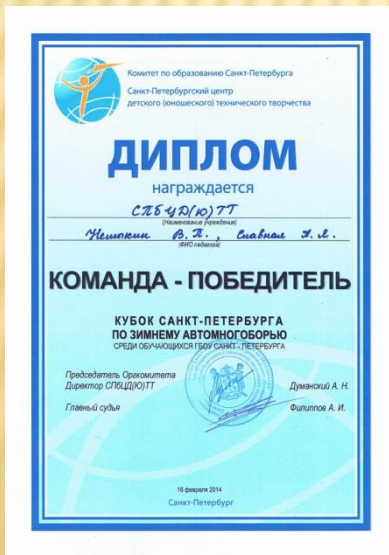 Комитет по образованию Санкт-Петербурга
Санкт-Петербургский центр
детского (юношеского) технического творчества
ДИПЛОМ
награждается
СПбЦД(ю)ТТ
(Наименование учреждения)
В. П., Славная Я. Л.
(ФИО педагога)
КОМАНДА - ПОБЕДИТЕЛЬ
КУБОК САНКТ-ПЕТЕРБУРГА
ПО ЗИМНЕМУ АВТОМНОГОБОРЬЮ
СРЕДИ ОБУЧАЮЩИХСЯ ГБОУ САНКТ - ПЕТЕРБУРГА
Председатель Оргкомитета
Директор СПбЦД(Ю)ТТ Думанский А. Н.
Главный судья Филиппов А. И.
16 февраля 2014
Санкт-Петербург